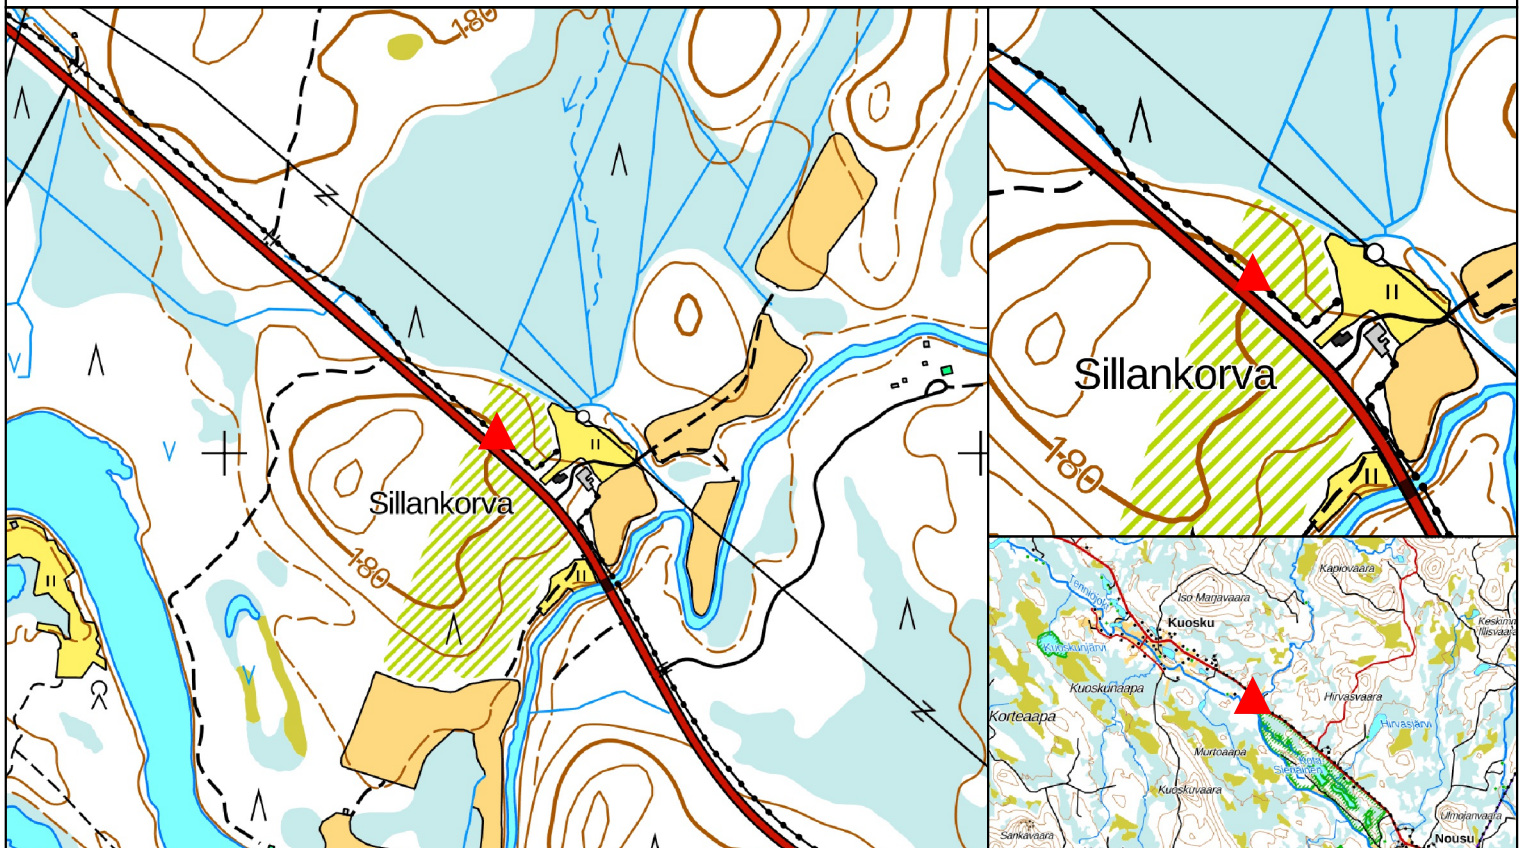 180
Sillankorva
180
Sillankorva
180
Kapiovaara
Tenniöjoki
Iso Marjavaara
Kuosku
Kuoskunjärvi
Kuoskunaapa
Hirvasvaara
Korteaapa
Hirvasjärvi
Murtoaapa
Kuoskuvaara
Ulmojanvaara
Sankavaara
Nousu